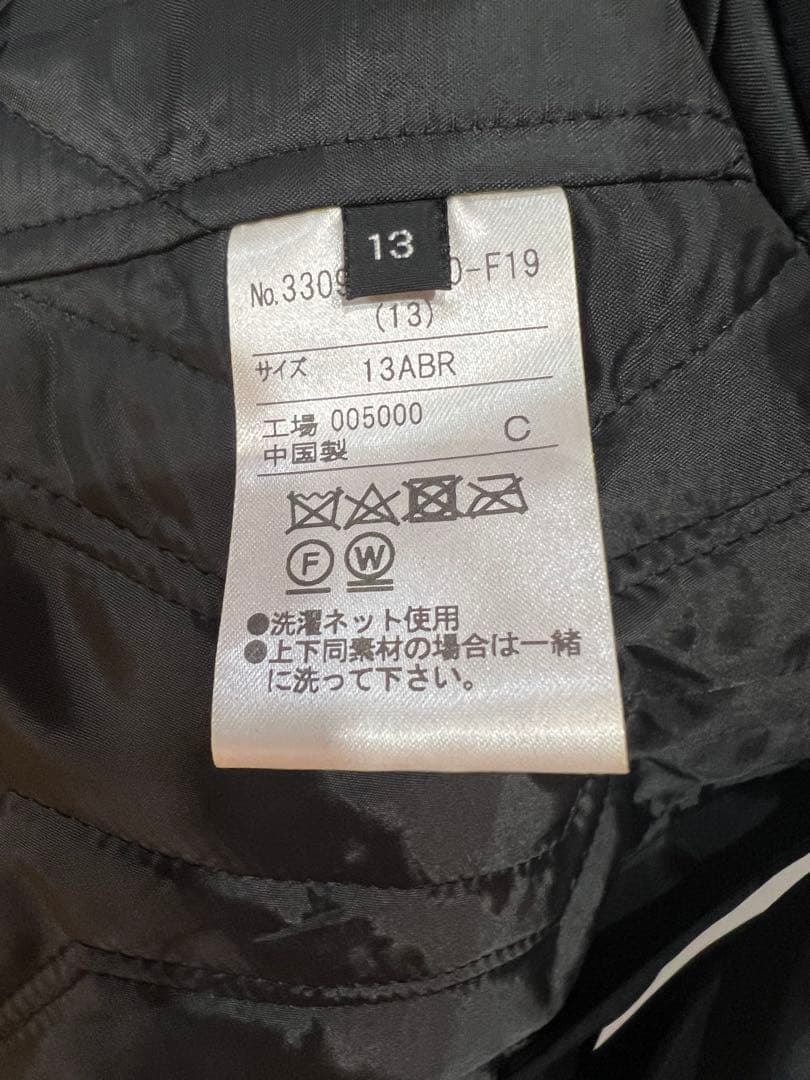 13
No.3309 0-F19
(13)
サイズ 13ABR
工場 005000
中国製 C
F W
●洗濯ネット使用
●上下同素材の場合は一緒
に洗って下さい。